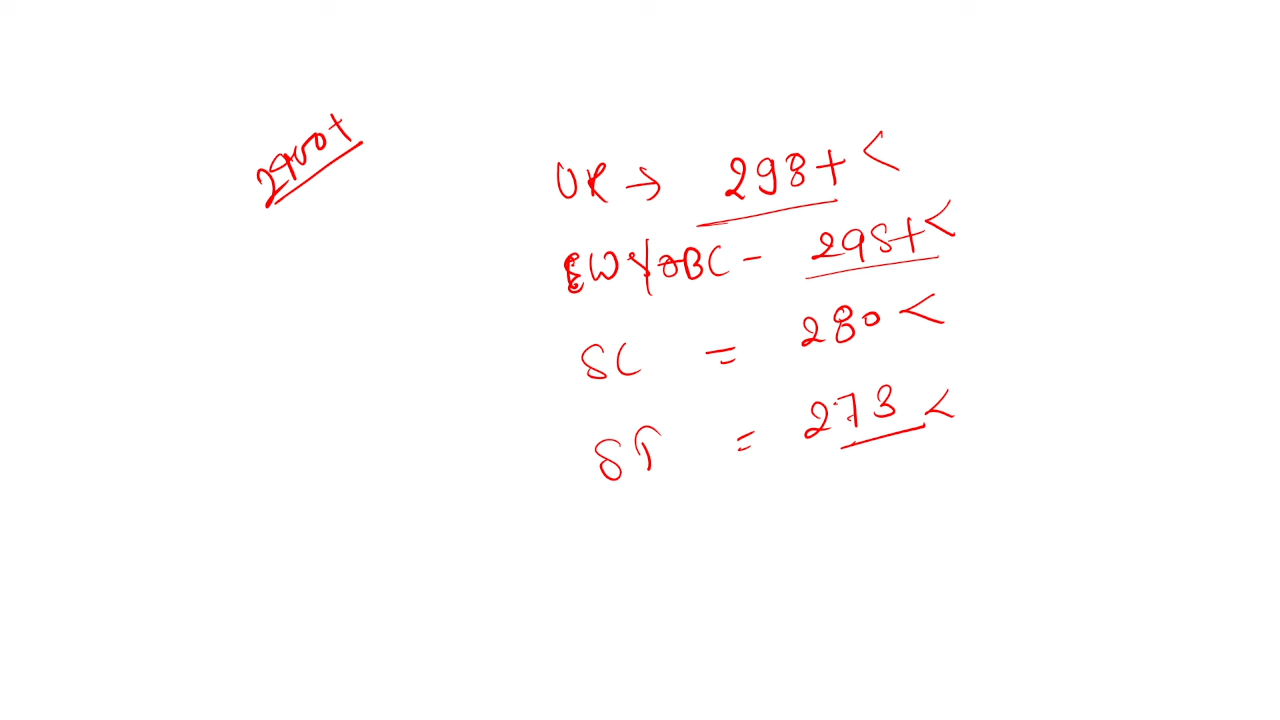 2900+
UR → 298+ <
EWS/OBC - 295+ <
SC = 280 <
ST = 273 <